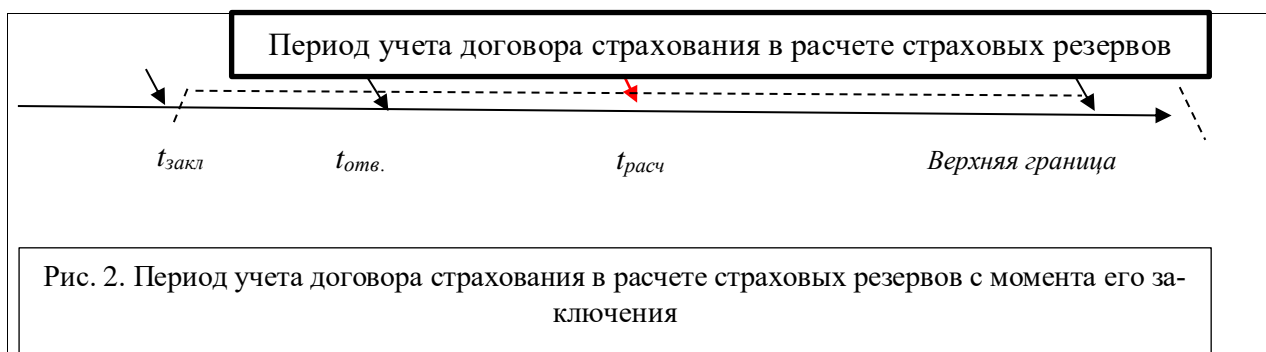 Период учета договора страхования в расчете страховых резервов
tзакл tотв. tрасч Верхняя граница
Рис. 2. Период учета договора страхования в расчете страховых резервов с момента его за-
ключения